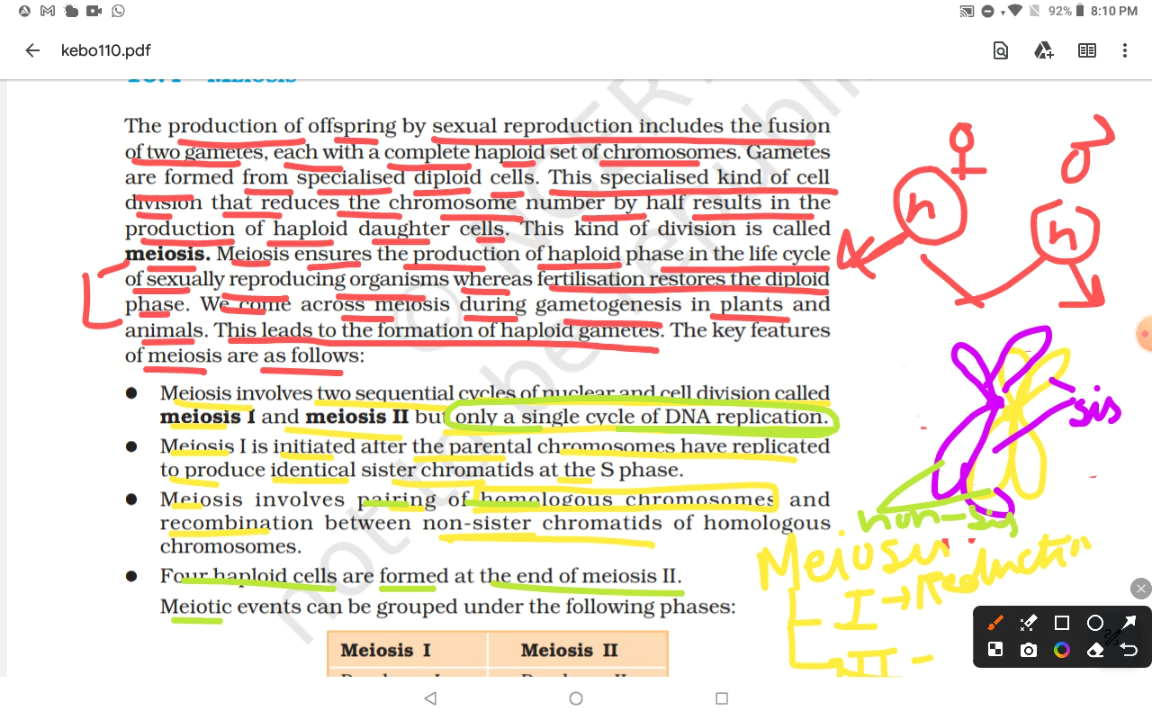 92% 8:10 PM
kebo110.pdf
The production of offspring by sexual reproduction includes the fusion
of two gametes, each with a complete haploid set of chromosomes. Gametes
are formed from specialised diploid cells. This specialised kind of cell
division that reduces the chromosome number by half results in the
production of haploid daughter cells. This kind of division is called
meiosis. Meiosis ensures the production of haploid phase in the life cycle
of sexually reproducing organisms whereas fertilisation restores the diploid
phase. We come across meiosis during gametogenesis in plants and
animals. This leads to the formation of haploid gametes. The key features
of meiosis are as follows:
● Meiosis involves two sequential cycles of nuclear and cell division called
meiosis I and meiosis II but only a single cycle of DNA replication.
● Meiosis I is initiated after the parental chromosomes have replicated
to produce identical sister chromatids at the S phase.
● Meiosis involves pairing of homologous chromosomes and
recombination between non-sister chromatids of homologous
chromosomes.
● Four haploid cells are formed at the end of meiosis II.
Meiotic events can be grouped under the following phases:
Meiosis I Meiosis II
♀ ♂
n n
sis
non-sis
I → Reduction
II -
not to be republi